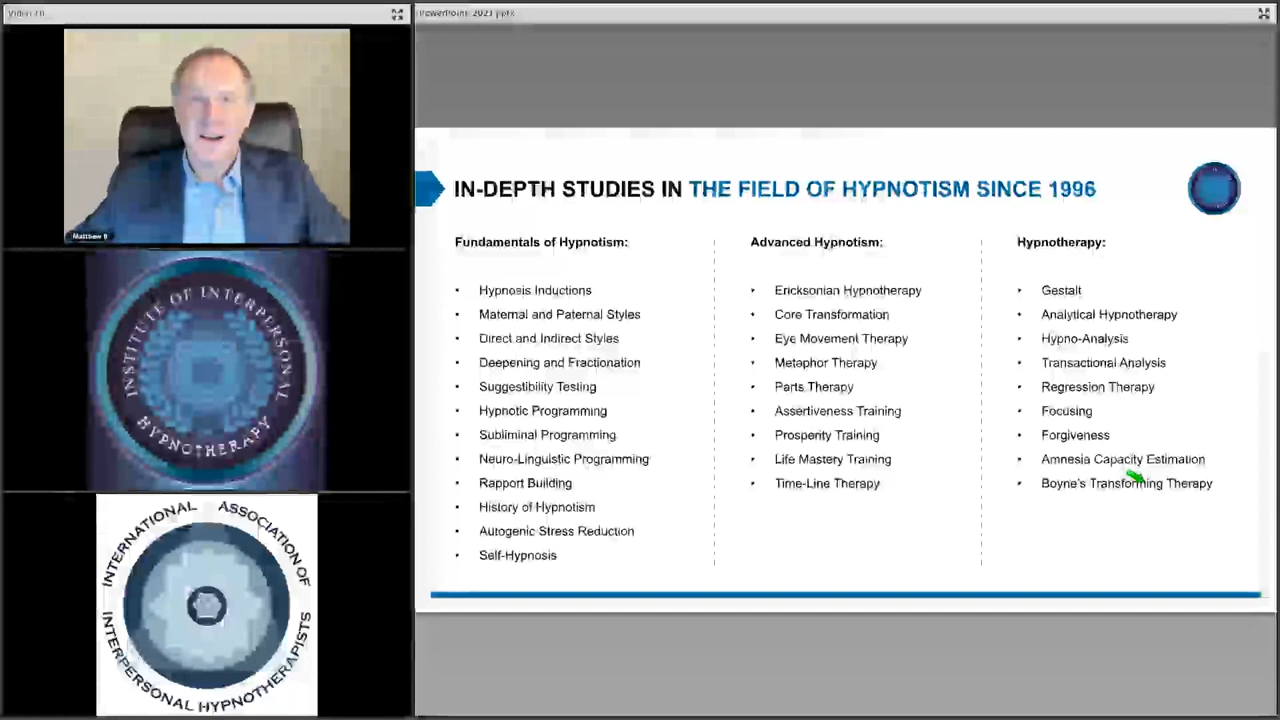 PowerPoint 2021.pptx
Matthew B
INSTITUTE OF INTERPERSONAL
HYPNOTHERAPY
INTERNATIONAL ASSOCIATION OF
INTERPERSONAL HYPNOTHERAPISTS
IN-DEPTH STUDIES IN THE FIELD OF HYPNOTISM SINCE 1996
Fundamentals of Hypnotism:
• Hypnosis Inductions
• Maternal and Paternal Styles
• Direct and Indirect Styles
• Deepening and Fractionation
• Suggestibility Testing
• Hypnotic Programming
• Subliminal Programming
• Neuro-Linguistic Programming
• Rapport Building
• History of Hypnotism
• Autogenic Stress Reduction
• Self-Hypnosis
Advanced Hypnotism:
• Ericksonian Hypnotherapy
• Core Transformation
• Eye Movement Therapy
• Metaphor Therapy
• Parts Therapy
• Assertiveness Training
• Prosperity Training
• Life Mastery Training
• Time-Line Therapy
Hypnotherapy:
• Gestalt
• Analytical Hypnotherapy
• Hypno-Analysis
• Transactional Analysis
• Regression Therapy
• Focusing
• Forgiveness
• Amnesia Capacity Estimation
• Boyne's Transforming Therapy